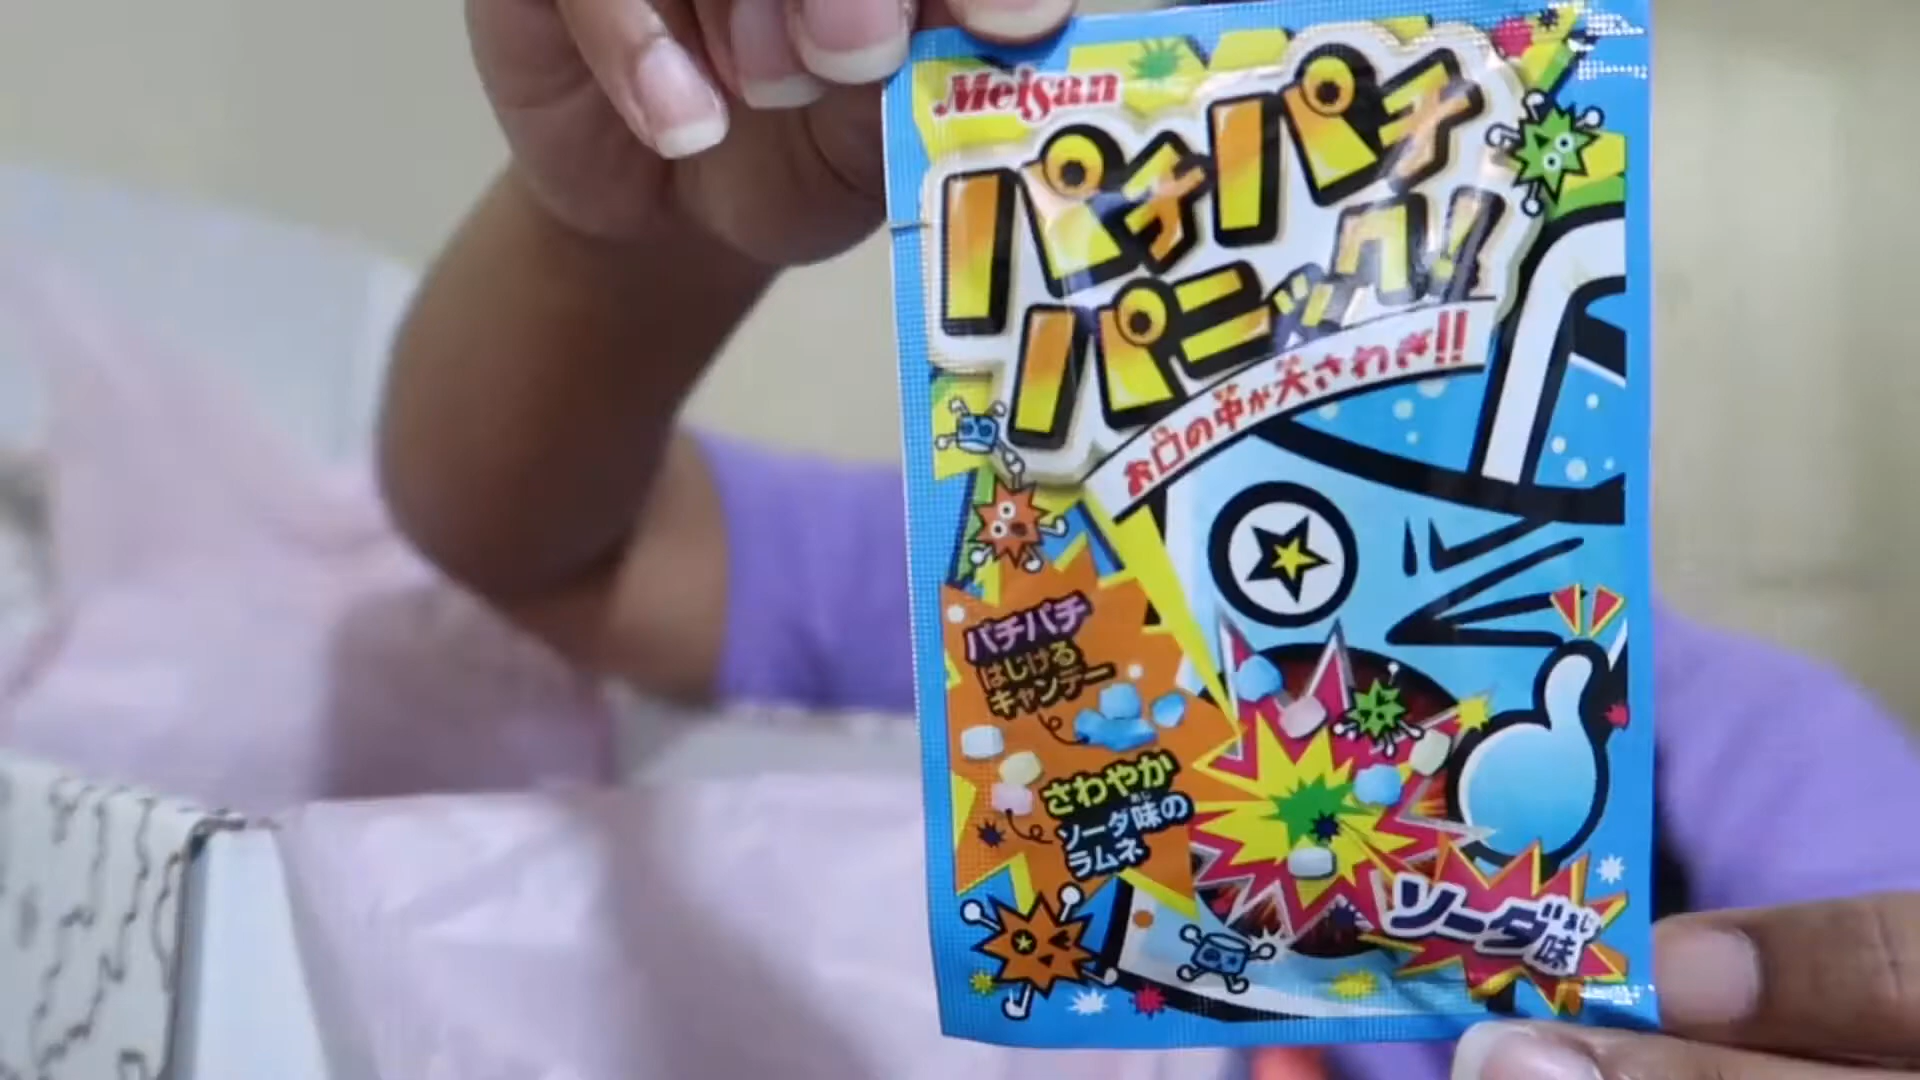 Meisan
パチパチ
パニック!
お口の中が大さわぎ!!
パチパチ
はじける
キャンデー
さわやか
ソーダ味の
ラムネ
ソーダ味